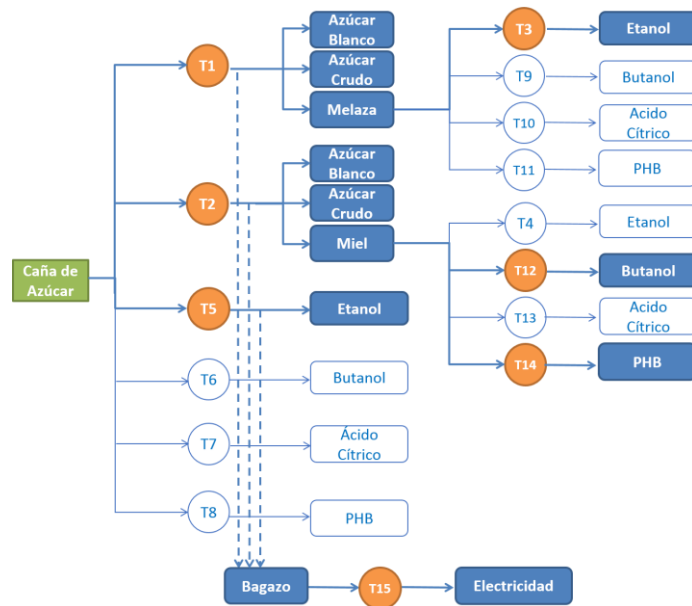 Caña de
Azúcar
T1
Azúcar
Blanco
Azúcar
Crudo
Melaza
T3
Etanol
T9
Butanol
T10
Acido
Cítrico
T11
PHB
T2
Azúcar
Blanco
Azúcar
Crudo
Miel
T4
Etanol
T12
Butanol
T13
Acido
Cítrico
T14
PHB
T5
Etanol
T6
Butanol
T7
Ácido
Cítrico
T8
PHB
Bagazo
T15
Electricidad